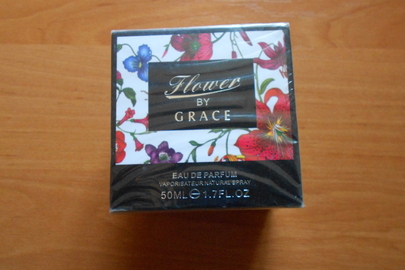 Flower
BY
GRACE
EAU DE PARFUM
VAPORISATEUR NATURAL SPRAY
50ML℮1.7FL.OZ